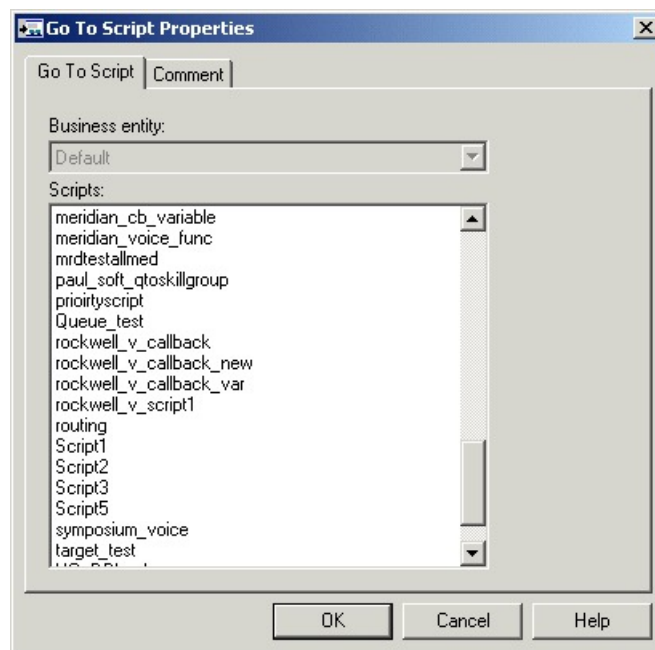 Go To Script Properties
Go To Script
Comment
Business entity:
Default
Scripts:
meridian_cb_variable
meridian_voice_func
mrdtestallmed
paul_soft_qtoskillgroup
prioirtyscript
Queue_test
rockwell_v_callback
rockwell_v_callback_new
rockwell_v_callback_var
rockwell_v_script1
routing
Script1
Script2
Script3
Script5
symposium_voice
target_test
OK
Cancel
Help